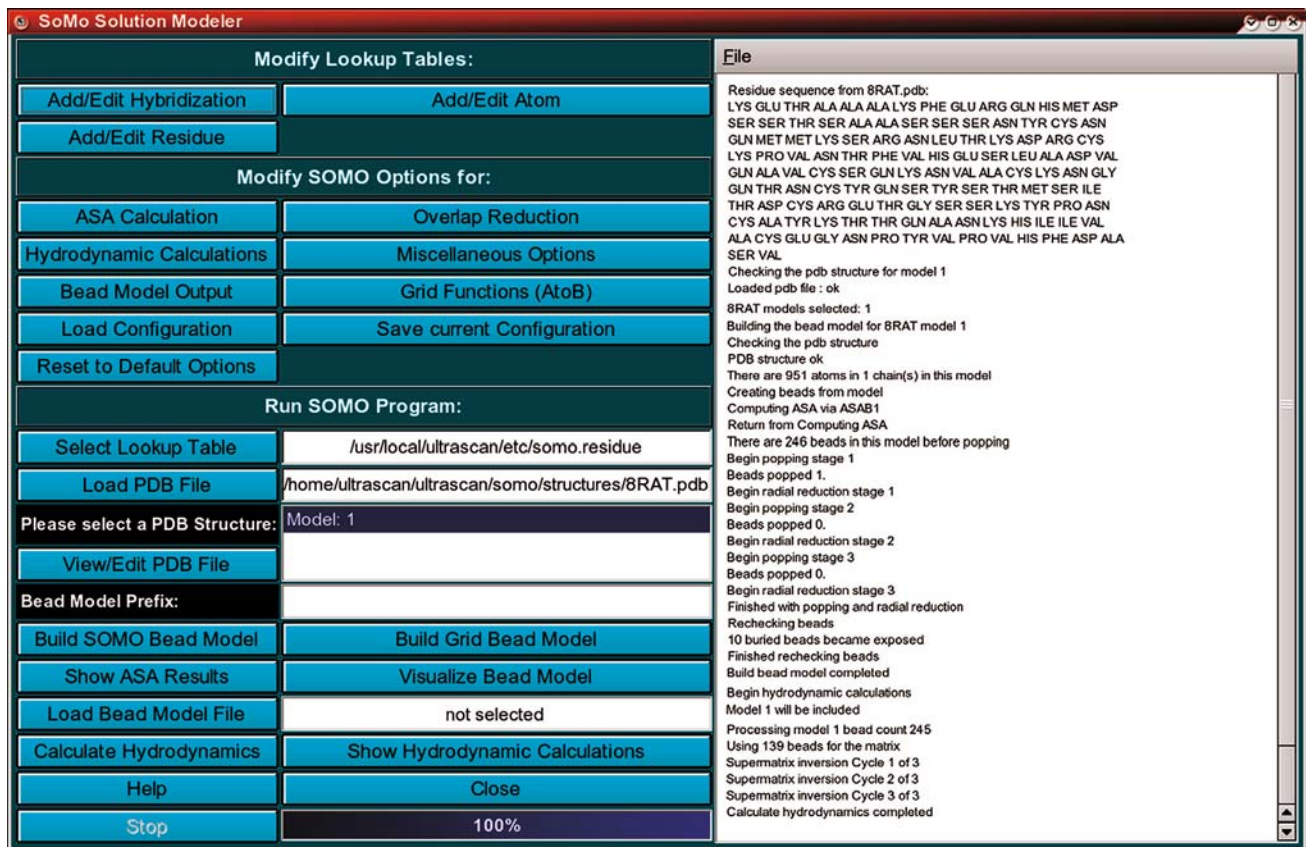 SoMo Solution Modeler
Modify Lookup Tables:
Add/Edit Hybridization
Add/Edit Atom
Add/Edit Residue
Modify SOMO Options for:
ASA Calculation
Overlap Reduction
Hydrodynamic Calculations
Miscellaneous Options
Bead Model Output
Grid Functions (AtoB)
Load Configuration
Save current Configuration
Reset to Default Options
Run SOMO Program:
Select Lookup Table
/usr/local/ultrascan/etc/somo.residue
Load PDB File
/home/ultrascan/ultrascan/somo/structures/8RAT.pdb
Please select a PDB Structure:
Model: 1
View/Edit PDB File
Bead Model Prefix:
Build SOMO Bead Model
Build Grid Bead Model
Show ASA Results
Visualize Bead Model
Load Bead Model File
not selected
Calculate Hydrodynamics
Show Hydrodynamic Calculations
Help
Close
Stop
100%
File
Residue sequence from 8RAT.pdb:
LYS GLU THR ALA ALA ALA LYS PHE GLU ARG GLN HIS MET ASP
SER SER THR SER ALA ALA SER SER SER ASN TYR CYS ASN
GLN MET MET LYS SER ARG ASN LEU THR LYS ASP ARG CYS
LYS PRO VAL ASN THR PHE VAL HIS GLU SER LEU ALA ASP VAL
GLN ALA VAL CYS SER GLN LYS ASN VAL ALA CYS LYS ASN GLY
GLN THR ASN CYS TYR GLN SER TYR SER THR MET SER ILE
THR ASP CYS ARG GLU THR GLY SER SER LYS TYR PRO ASN
CYS ALA TYR LYS THR THR GLN ALA ASN LYS HIS ILE ILE VAL
ALA CYS GLU GLY ASN PRO TYR VAL PRO VAL HIS PHE ASP ALA
SER VAL
Checking the pdb structure for model 1
Loaded pdb file : ok
8RAT models selected: 1
Building the bead model for 8RAT model 1
Checking the pdb structure
PDB structure ok
There are 951 atoms in 1 chain(s) in this model
Creating beads from model
Computing ASA via ASAB1
Return from Computing ASA
There are 246 beads in this model before popping
Begin popping stage 1
Beads popped 1.
Begin radial reduction stage 1
Begin popping stage 2
Beads popped 0.
Begin radial reduction stage 2
Begin popping stage 3
Beads popped 0.
Begin radial reduction stage 3
Finished with popping and radial reduction
Rechecking beads
10 buried beads became exposed
Finished rechecking beads
Build bead model completed
Begin hydrodynamic calculations
Model 1 will be included
Processing model 1 bead count 245
Using 139 beads for the matrix
Supermatrix inversion Cycle 1 of 3
Supermatrix inversion Cycle 2 of 3
Supermatrix inversion Cycle 3 of 3
Calculate hydrodynamics completed